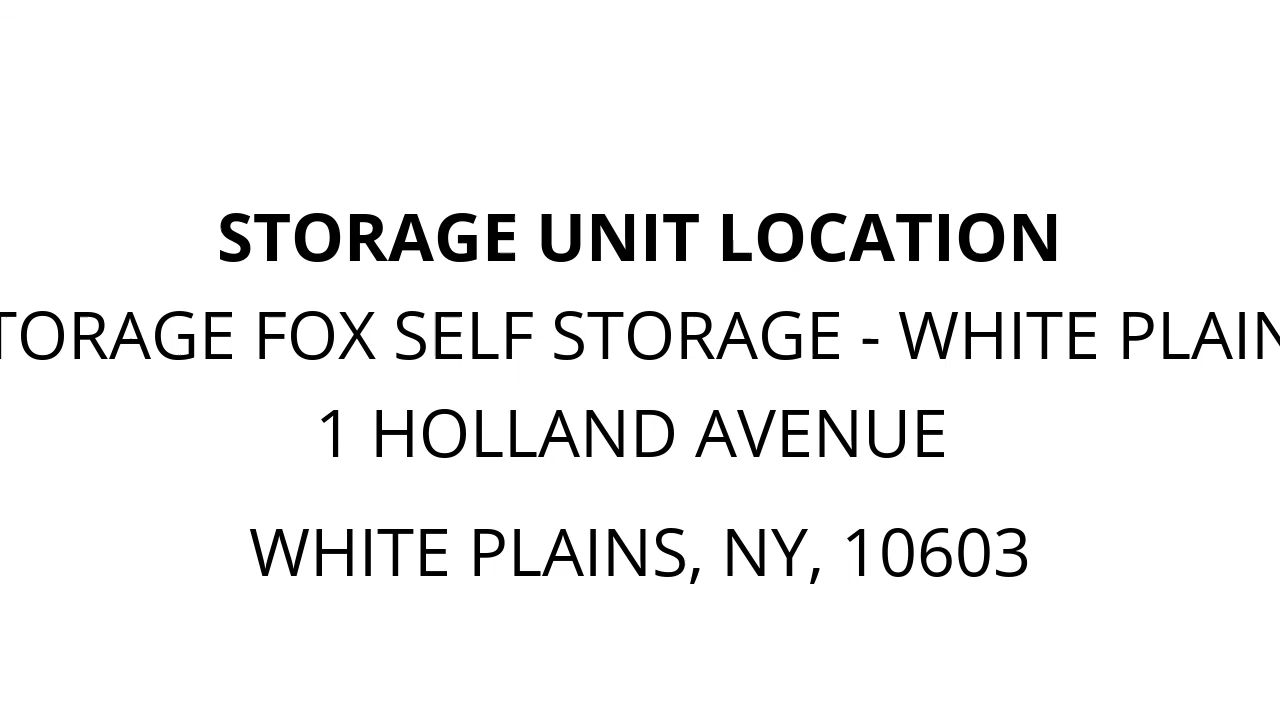 STORAGE UNIT LOCATION
TORAGE FOX SELF STORAGE - WHITE PLAIN
1 HOLLAND AVENUE
WHITE PLAINS, NY, 10603